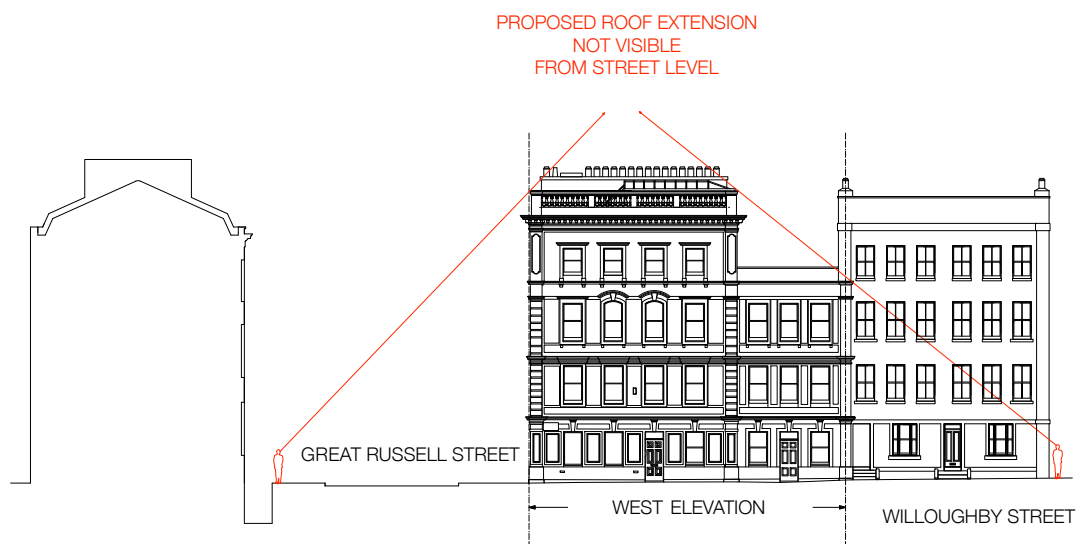 PROPOSED ROOF EXTENSION
NOT VISIBLE
FROM STREET LEVEL
GREAT RUSSELL STREET
WEST ELEVATION
WILLOUGHBY STREET